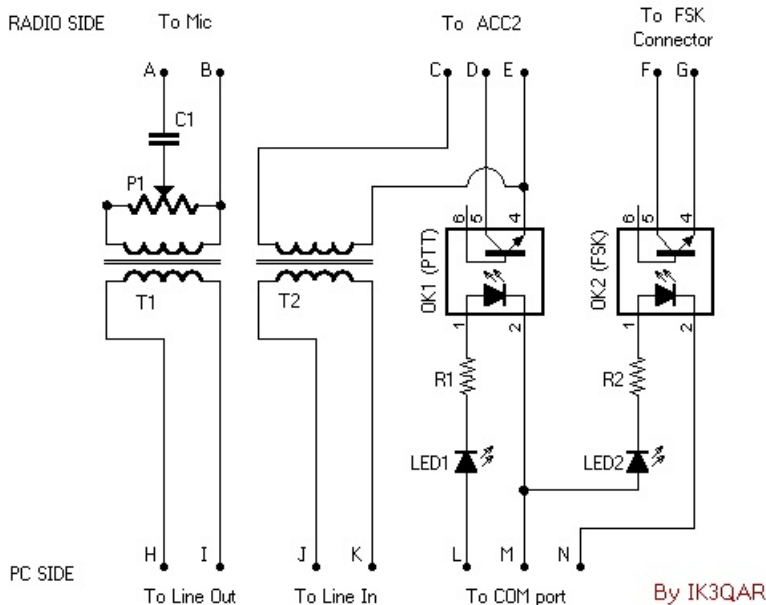 RADIO SIDE
To Mic
To ACC2
To FSK
Connector
A
B
C
D
E
F
G
C1
P1
T1
T2
6
5
4
OK1 (PTT)
1
2
6
5
4
OK2 (FSK)
1
2
R1
R2
LED1
LED2
H
I
J
K
L
M
N
PC SIDE
To Line Out
To Line In
To COM port
By IK3QAR